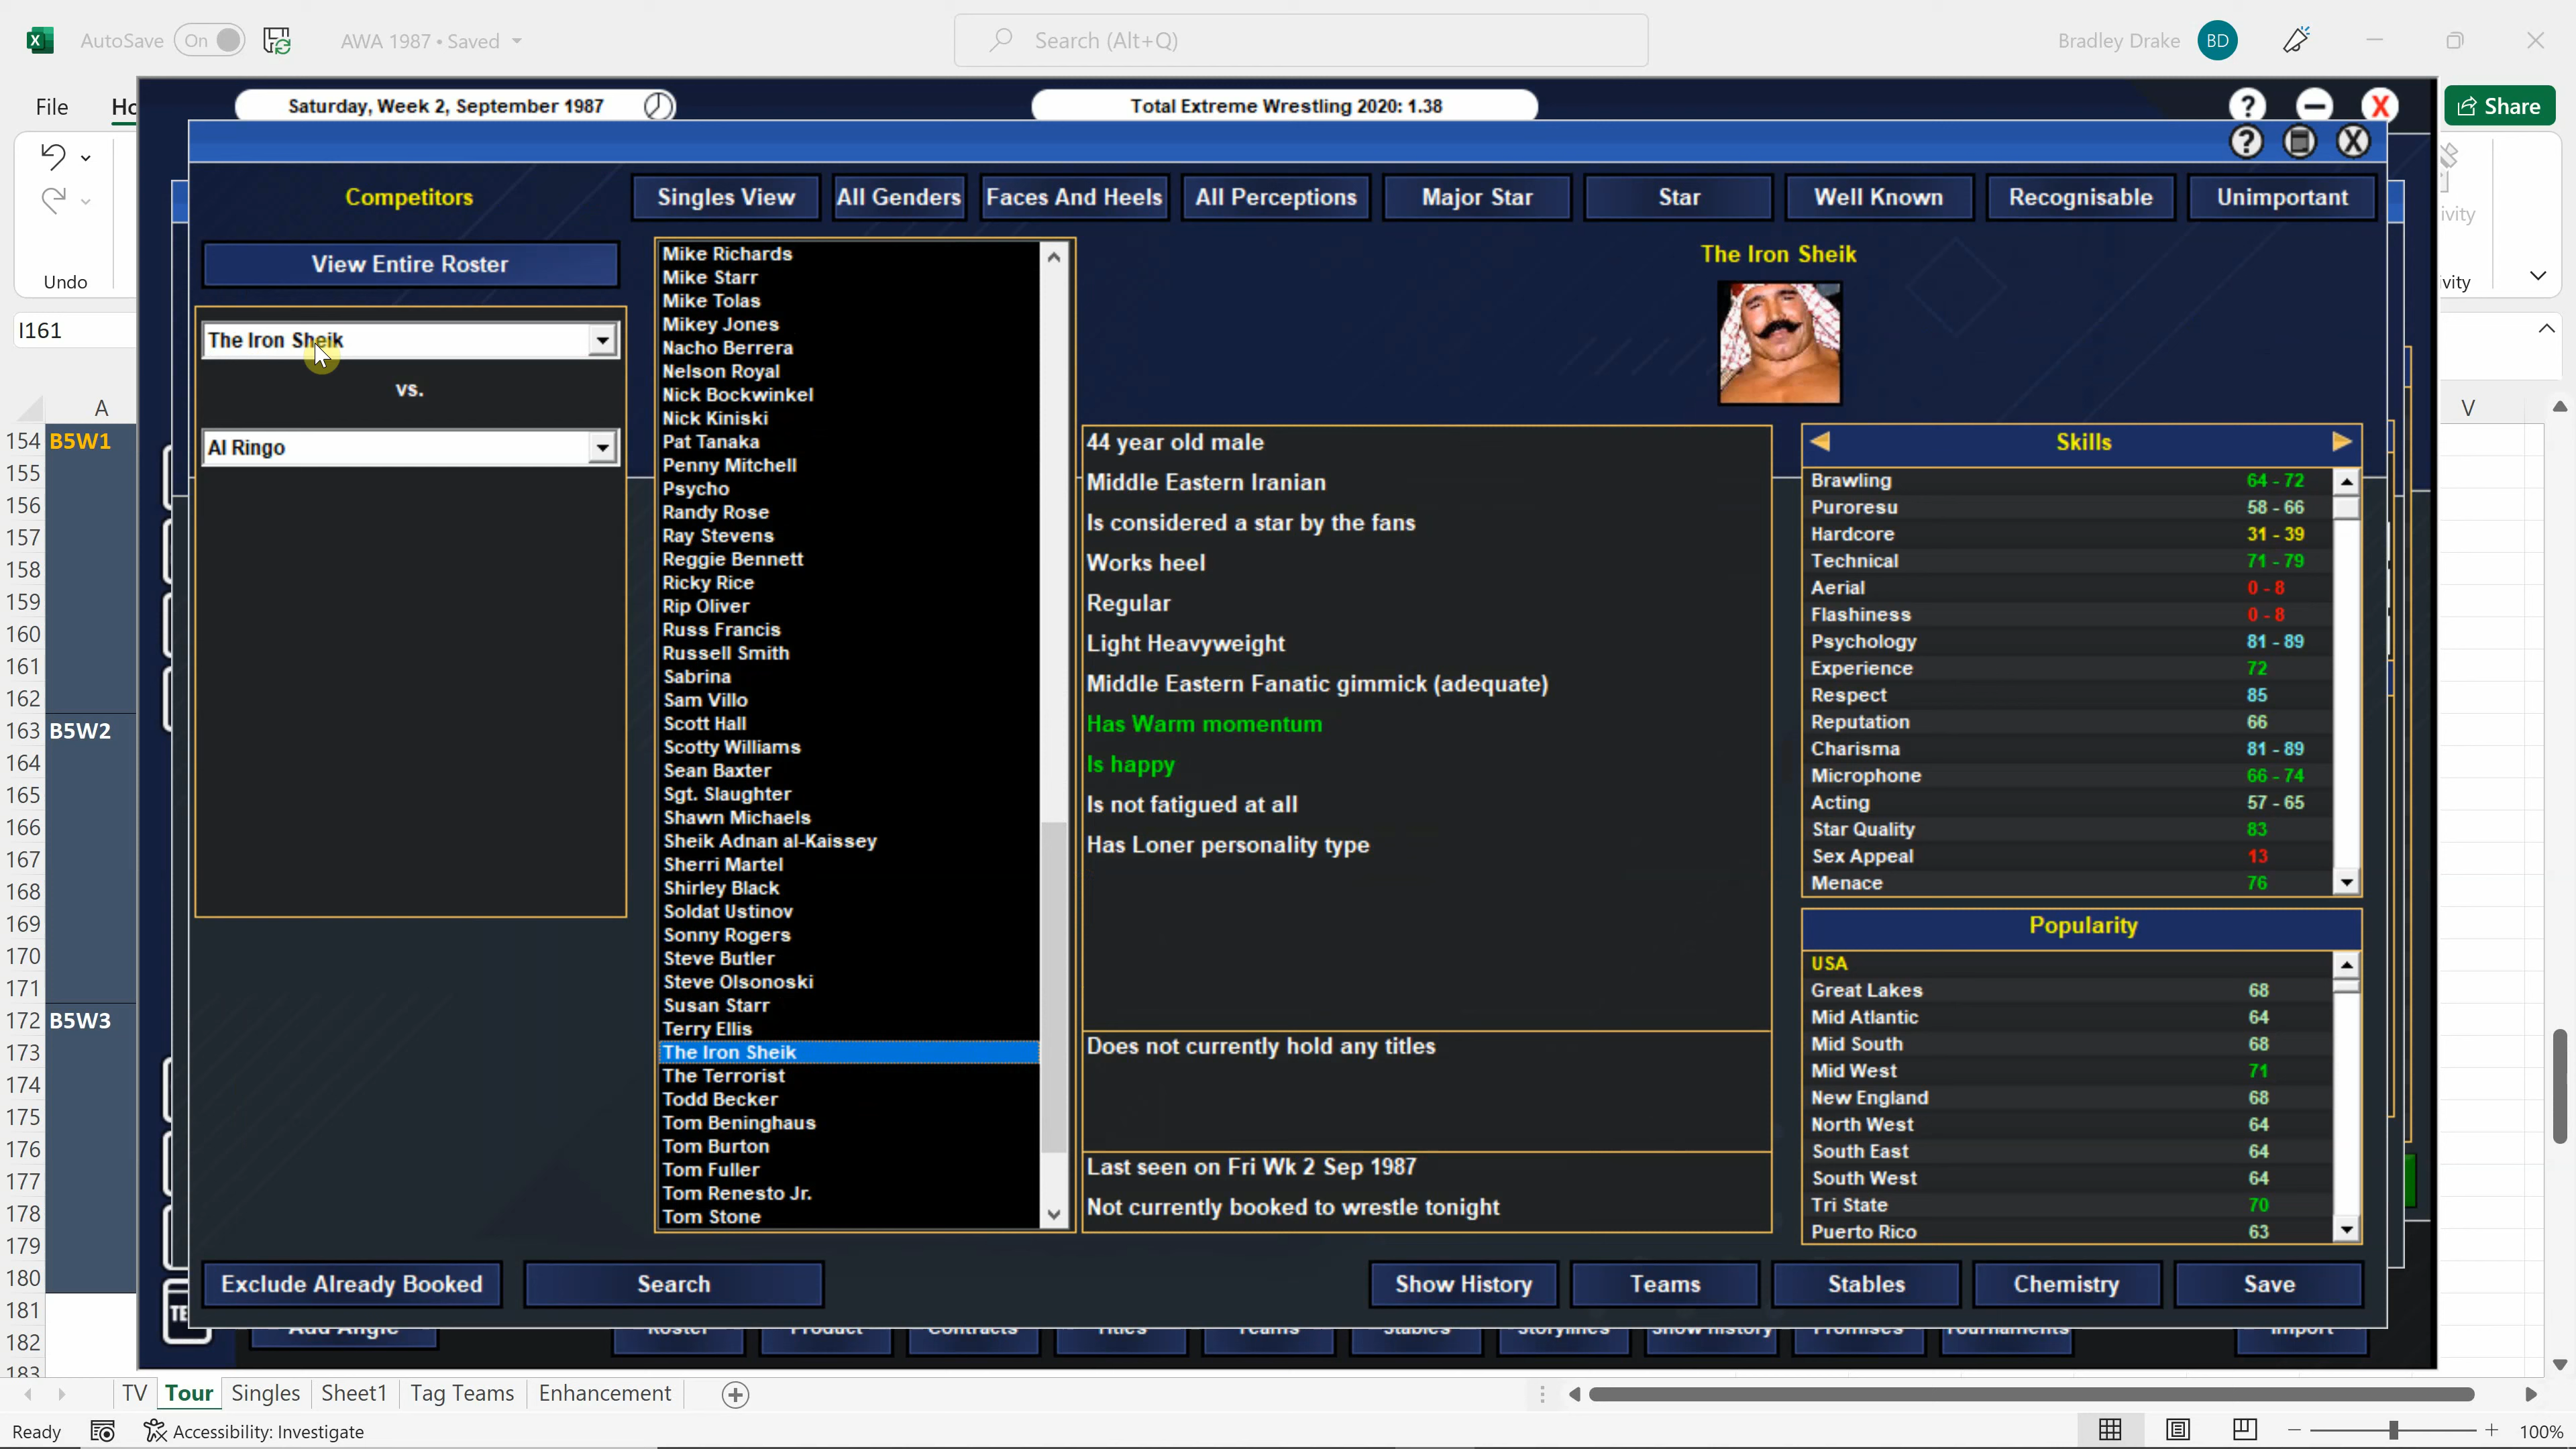 AutoSave On AWA 1987 • Saved Search (Alt+Q) Bradley Drake BD
File Share
Saturday, Week 2, September 1987 Total Extreme Wrestling 2020: 1.38 ? X
? X
Competitors Singles View All Genders Faces And Heels All Perceptions Major Star Star Well Known Recognisable Unimportant
View Entire Roster
Undo
I161
The Iron Sheik
vs.
Al Ringo
Mike Richards
Mike Starr
Mike Tolas
Mikey Jones
Nacho Berrera
Nelson Royal
Nick Bockwinkel
Nick Kiniski
Pat Tanaka
Penny Mitchell
Psycho
Randy Rose
Ray Stevens
Reggie Bennett
Ricky Rice
Rip Oliver
Russ Francis
Russell Smith
Sabrina
Sam Villo
Scott Hall
Scotty Williams
Sean Baxter
Sgt. Slaughter
Shawn Michaels
Sheik Adnan al-Kaissey
Sherri Martel
Shirley Black
Soldat Ustinov
Sonny Rogers
Steve Butler
Steve Olsonoski
Susan Starr
Terry Ellis
The Iron Sheik
The Terrorist
Todd Becker
Tom Beninghaus
Tom Burton
Tom Fuller
Tom Renesto Jr.
Tom Stone
The Iron Sheik
44 year old male
Middle Eastern Iranian
Is considered a star by the fans
Works heel
Regular
Light Heavyweight
Middle Eastern Fanatic gimmick (adequate)
Has Warm momentum
Is happy
Is not fatigued at all
Has Loner personality type
Does not currently hold any titles
Last seen on Fri Wk 2 Sep 1987
Not currently booked to wrestle tonight
Skills
Brawling 64 - 72
Puroresu 58 - 66
Hardcore 31 - 39
Technical 71 - 79
Aerial 0 - 8
Flashiness 0 - 8
Psychology 81 - 89
Experience 72
Respect 85
Reputation 66
Charisma 81 - 89
Microphone 66 - 74
Acting 57 - 65
Star Quality 83
Sex Appeal 13
Menace 76
Popularity
USA
Great Lakes 68
Mid Atlantic 64
Mid South 68
Mid West 71
New England 68
North West 64
South East 64
South West 64
Tri State 70
Puerto Rico 63
A V
154 B5W1
155
156
157
158
159
160
161
162
163 B5W2
164
165
166
167
168
169
170
171
172 B5W3
173
174
175
176
177
178
179
180
181
182
183
Exclude Already Booked Search Show History Teams Stables Chemistry Save
Add Angle Roster Product Contracts Titles Teams Stables Storylines Show History Promises Tournaments Import
TV Tour Singles Sheet1 Tag Teams Enhancement
Ready Accessibility: Investigate 100%